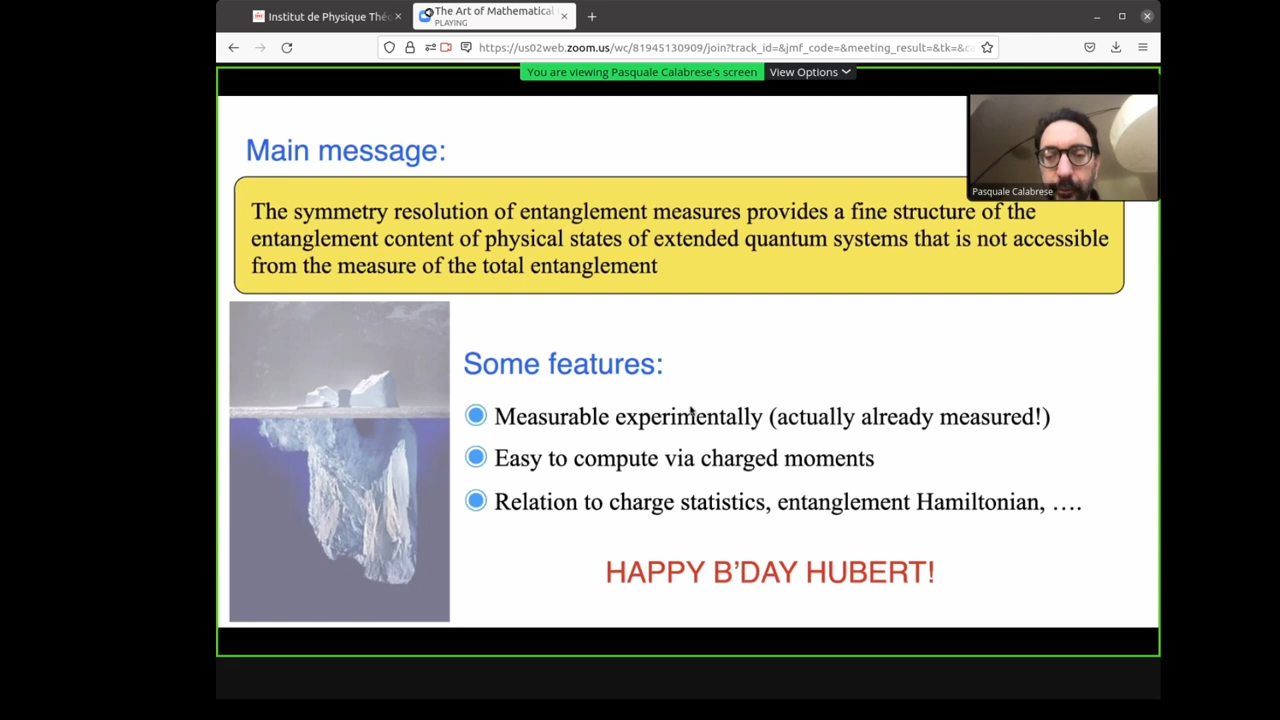 Institut de Physique Théo
The Art of Mathematical
PLAYING
https://us02web.zoom.us/wc/81945130909/join?track_id=&jmf_code=&meeting_result=&tk=&c
You are viewing Pasquale Calabrese's screen
View Options
Pasquale Calabrese
Main message:
The symmetry resolution of entanglement measures provides a fine structure of the
entanglement content of physical states of extended quantum systems that is not accessible
from the measure of the total entanglement
Some features:
Measurable experimentally (actually already measured!)
Easy to compute via charged moments
Relation to charge statistics, entanglement Hamiltonian, ….
HAPPY B’DAY HUBERT!